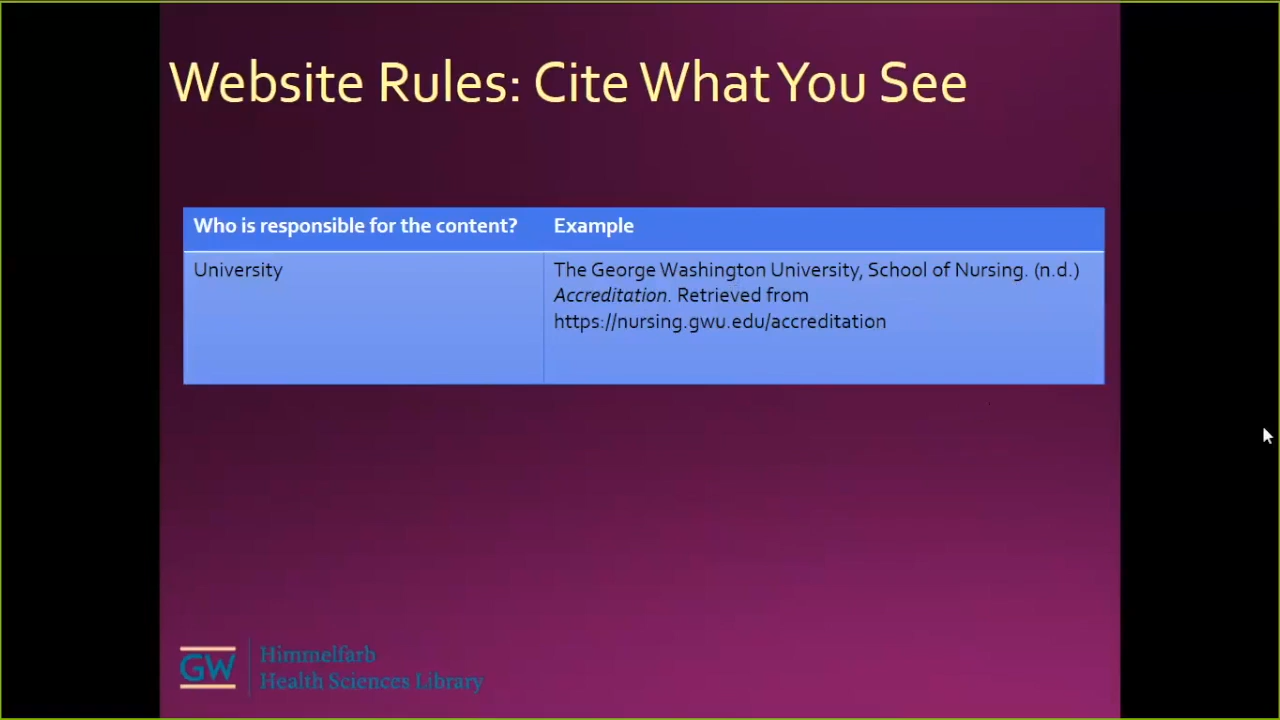 Website Rules: Cite What You See
Who is responsible for the content?
Example
University
The George Washington University, School of Nursing. (n.d.)
Accreditation. Retrieved from
https://nursing.gwu.edu/accreditation
GW
Himmelfarb
Health Sciences Library